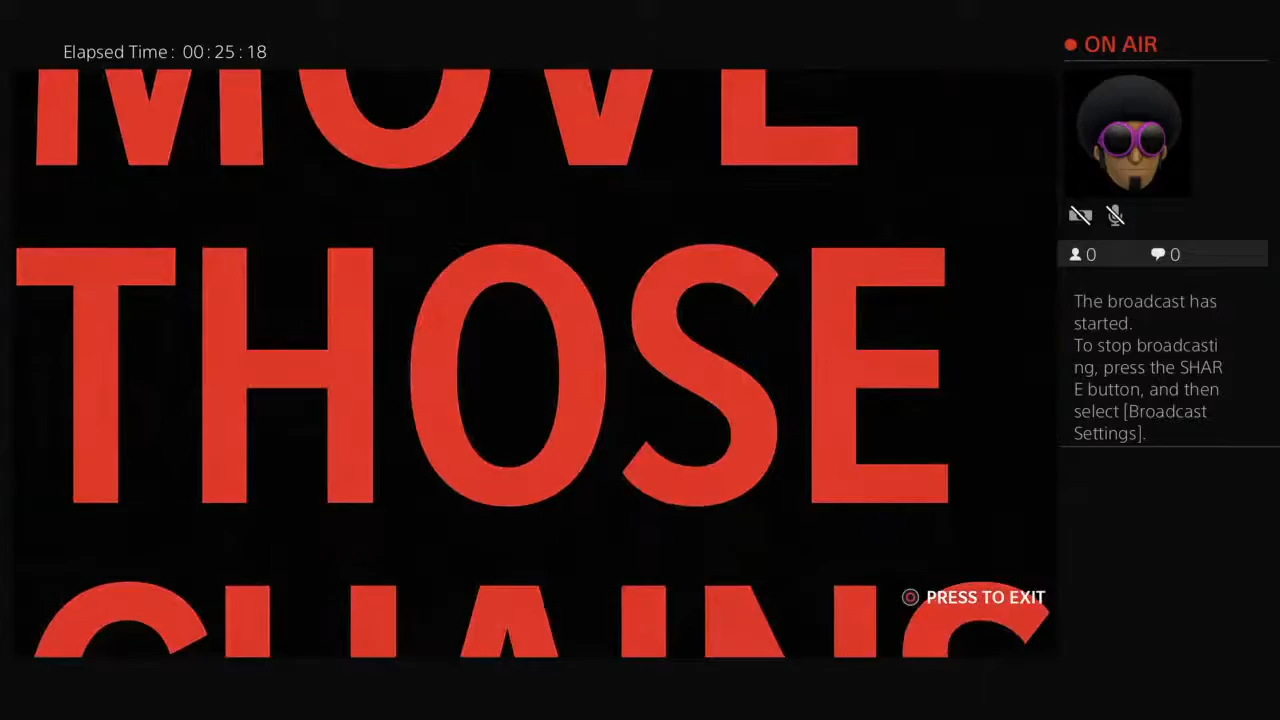 Elapsed Time: 00:25:18
MOVE
THOSE
CHAINS
PRESS TO EXIT
ON AIR
0 0
The broadcast has
started.
To stop broadcasti
ng, press the SHAR
E button, and then
select [Broadcast
Settings].